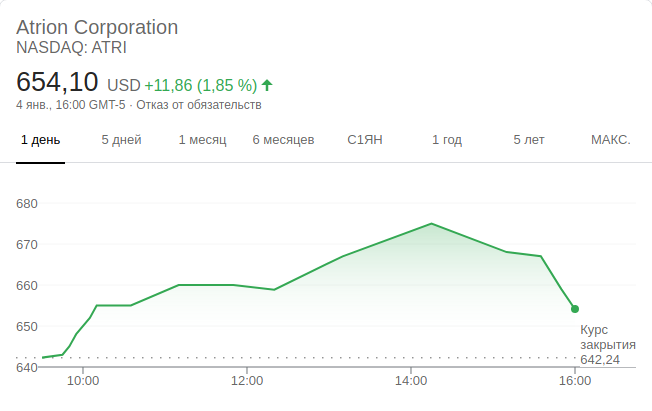 Atrion Corporation
NASDAQ: ATRI
654,10 USD +11,86 (1,85 %)
4 янв., 16:00 GMT-5 · Отказ от обязательств
1 день 5 дней 1 месяц 6 месяцев С1ЯН 1 год 5 лет МАКС.
680
670
660
650
640
Курс
закрытия
642,24
10:00 12:00 14:00 16:00